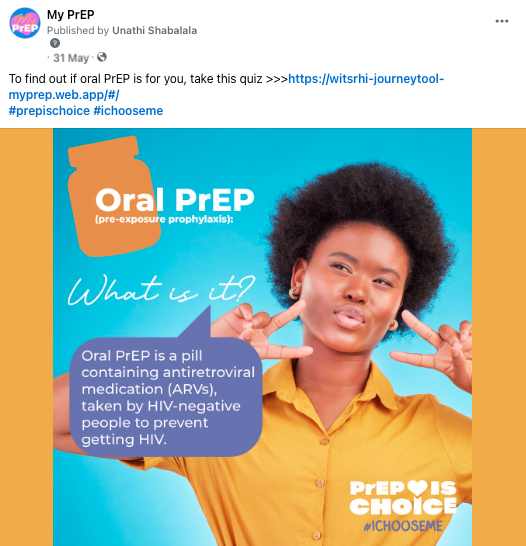 My PrEP
PrEP
Published by Unathi Shabalala
?
· 31 May ·
To find out if oral PrEP is for you, take this quiz >>>https://witsrhi-journeytool-
myprep.web.app/#/
#prepischoice #ichooseme
Oral PrEP
(pre-exposure prophylaxis):
What is it?
Oral PrEP is a pill
containing antiretroviral
medication (ARVs),
taken by HIV-negative
people to prevent
getting HIV.
PrEP IS
CHOICE
#ICHOOSEME